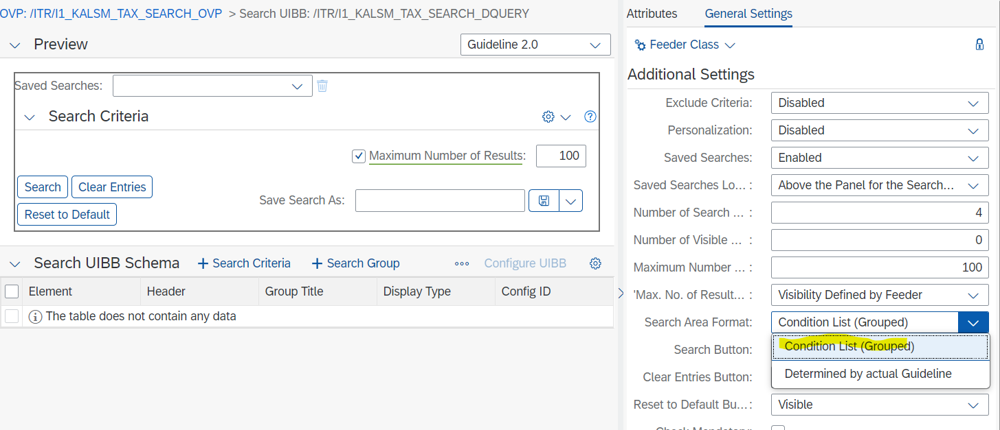 OVP: /ITR/I1_KALSM_TAX_SEARCH_OVP > Search UIBB: /ITR/I1_KALSM_TAX_SEARCH_DQUERY
Preview
Guideline 2.0
Saved Searches:
Search Criteria
Maximum Number of Results: 100
Search Clear Entries
Save Search As:
Reset to Default
Search UIBB Schema + Search Criteria + Search Group ooo Configure UIBB
Element Header Group Title Display Type Config ID
The table does not contain any data
Attributes General Settings
Feeder Class
Additional Settings
Exclude Criteria: Disabled
Personalization: Disabled
Saved Searches: Enabled
Saved Searches Lo... : Above the Panel for the Search...
Number of Search ... : 4
Number of Visible ... : 0
Maximum Number ... : 100
'Max. No. of Result... : Visibility Defined by Feeder
Search Area Format: Condition List (Grouped)
Condition List (Grouped)
Search Button:
Determined by actual Guideline
Clear Entries Button:
Reset to Default Bu...: Visible